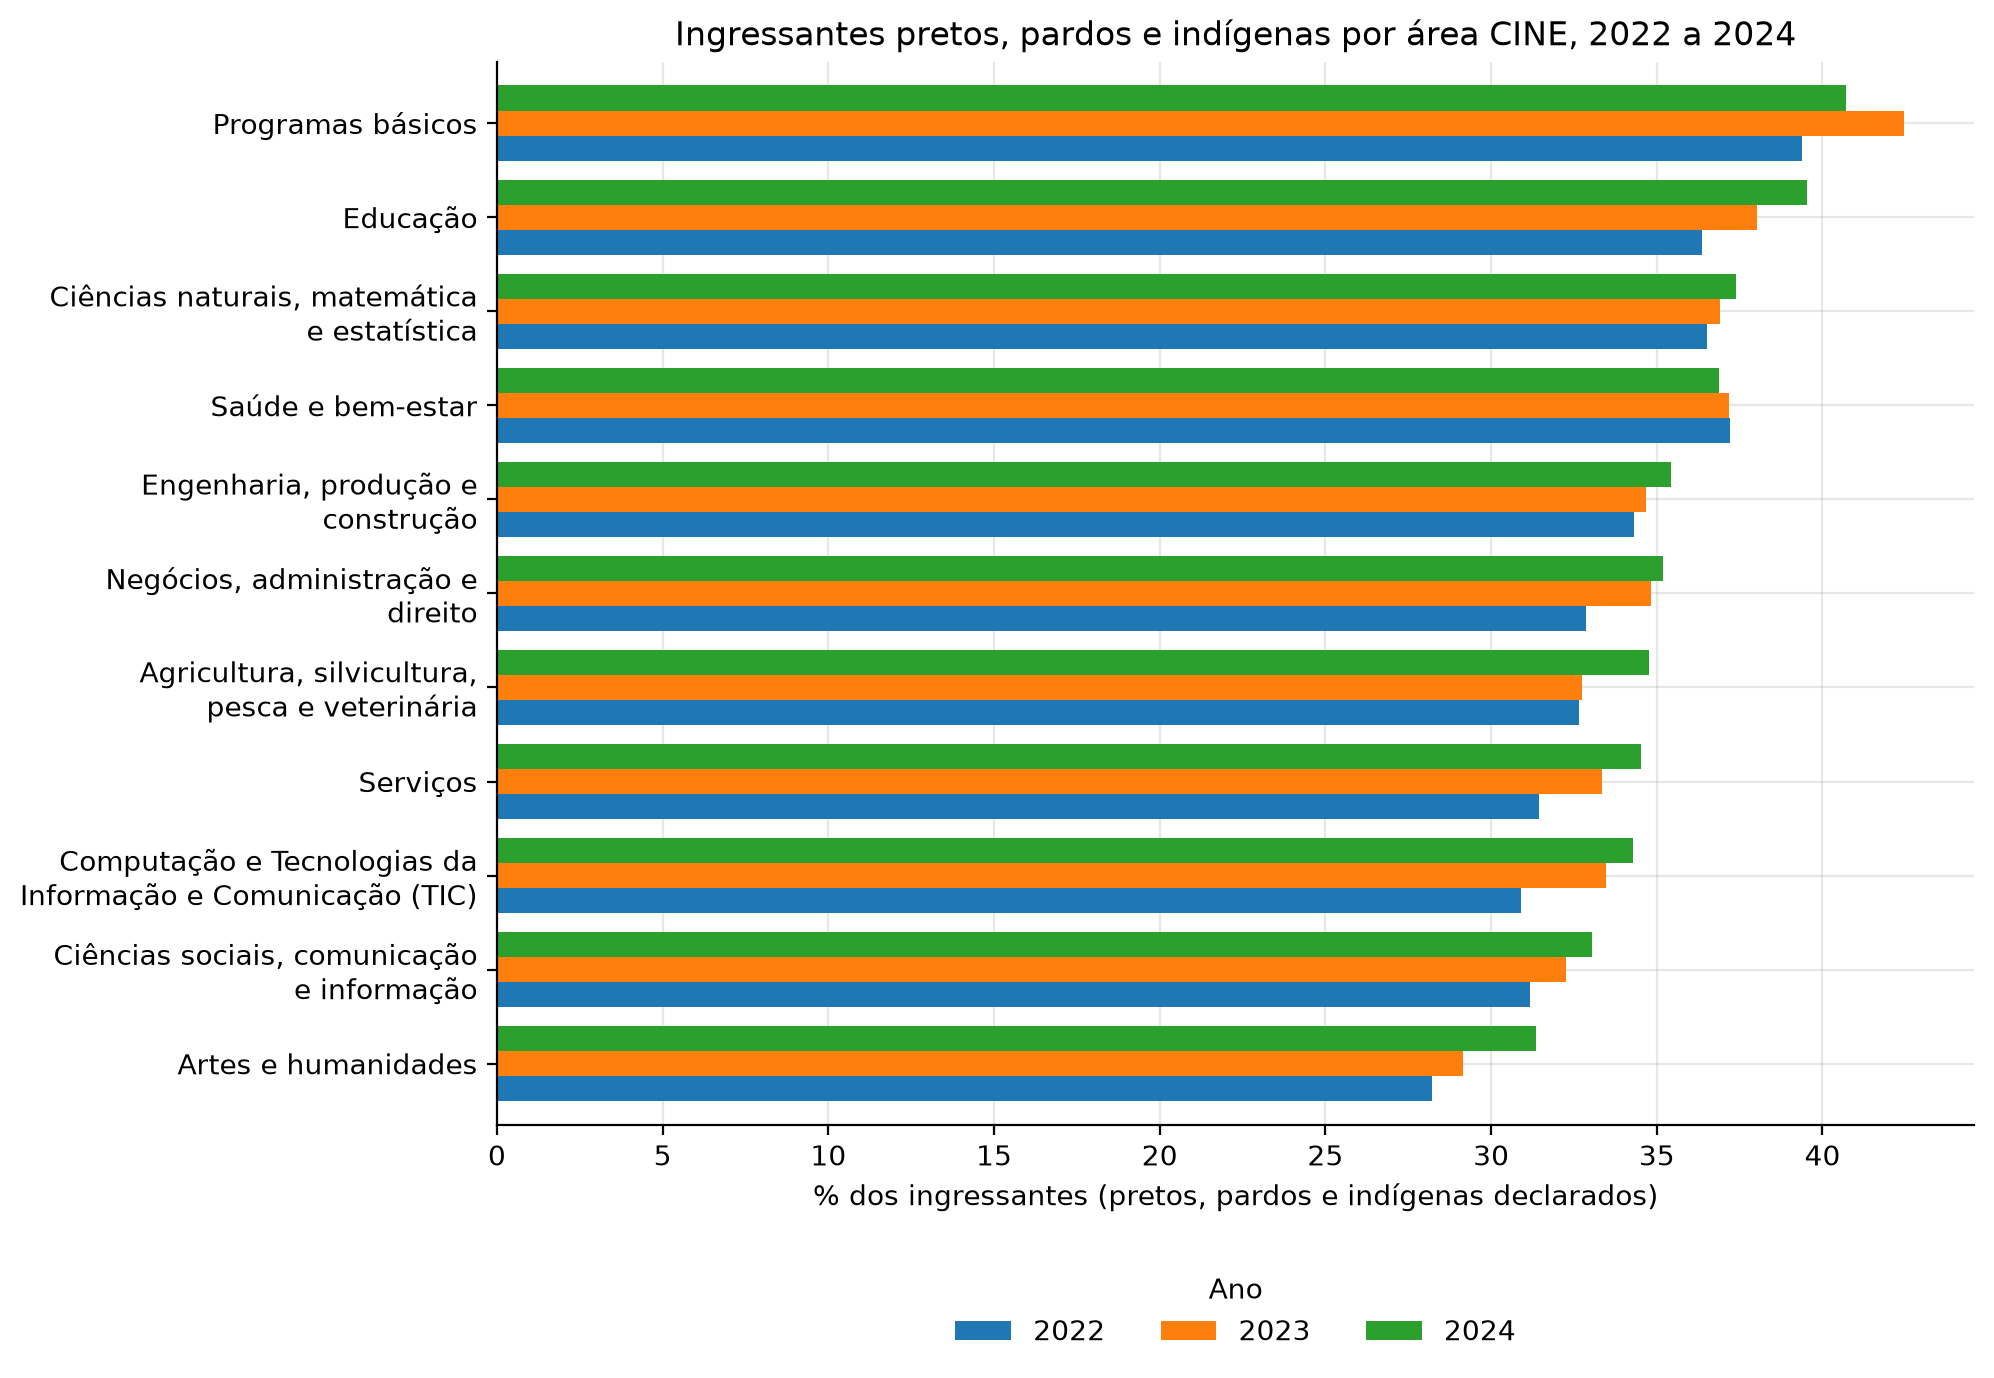 Ingressantes pretos, pardos e indígenas por área CINE, 2022 a 2024
Programas básicos
Educação
Ciências naturais, matemática
e estatística
Saúde e bem-estar
Engenharia, produção e
construção
Negócios, administração e
direito
Agricultura, silvicultura,
pesca e veterinária
Serviços
Computação e Tecnologias da
Informação e Comunicação (TIC)
Ciências sociais, comunicação
e informação
Artes e humanidades
0 5 10 15 20 25 30 35 40
% dos ingressantes (pretos, pardos e indígenas declarados)
Ano
2022 2023 2024